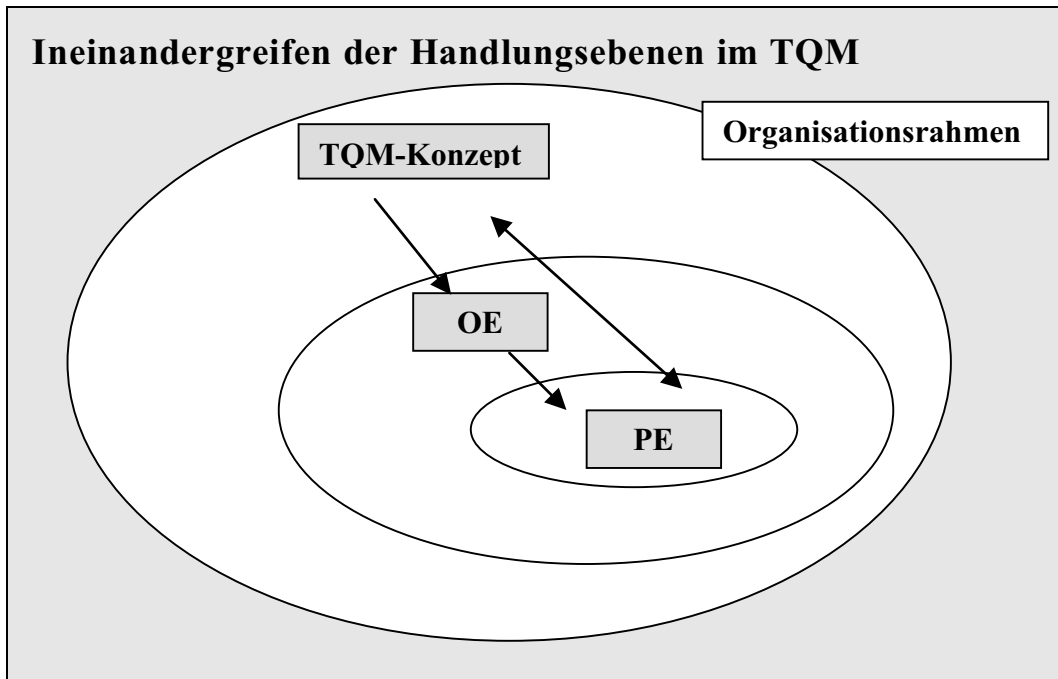 Ineinandergreifen der Handlungsebenen im TQM
Organisationsrahmen
TQM-Konzept
OE
PE